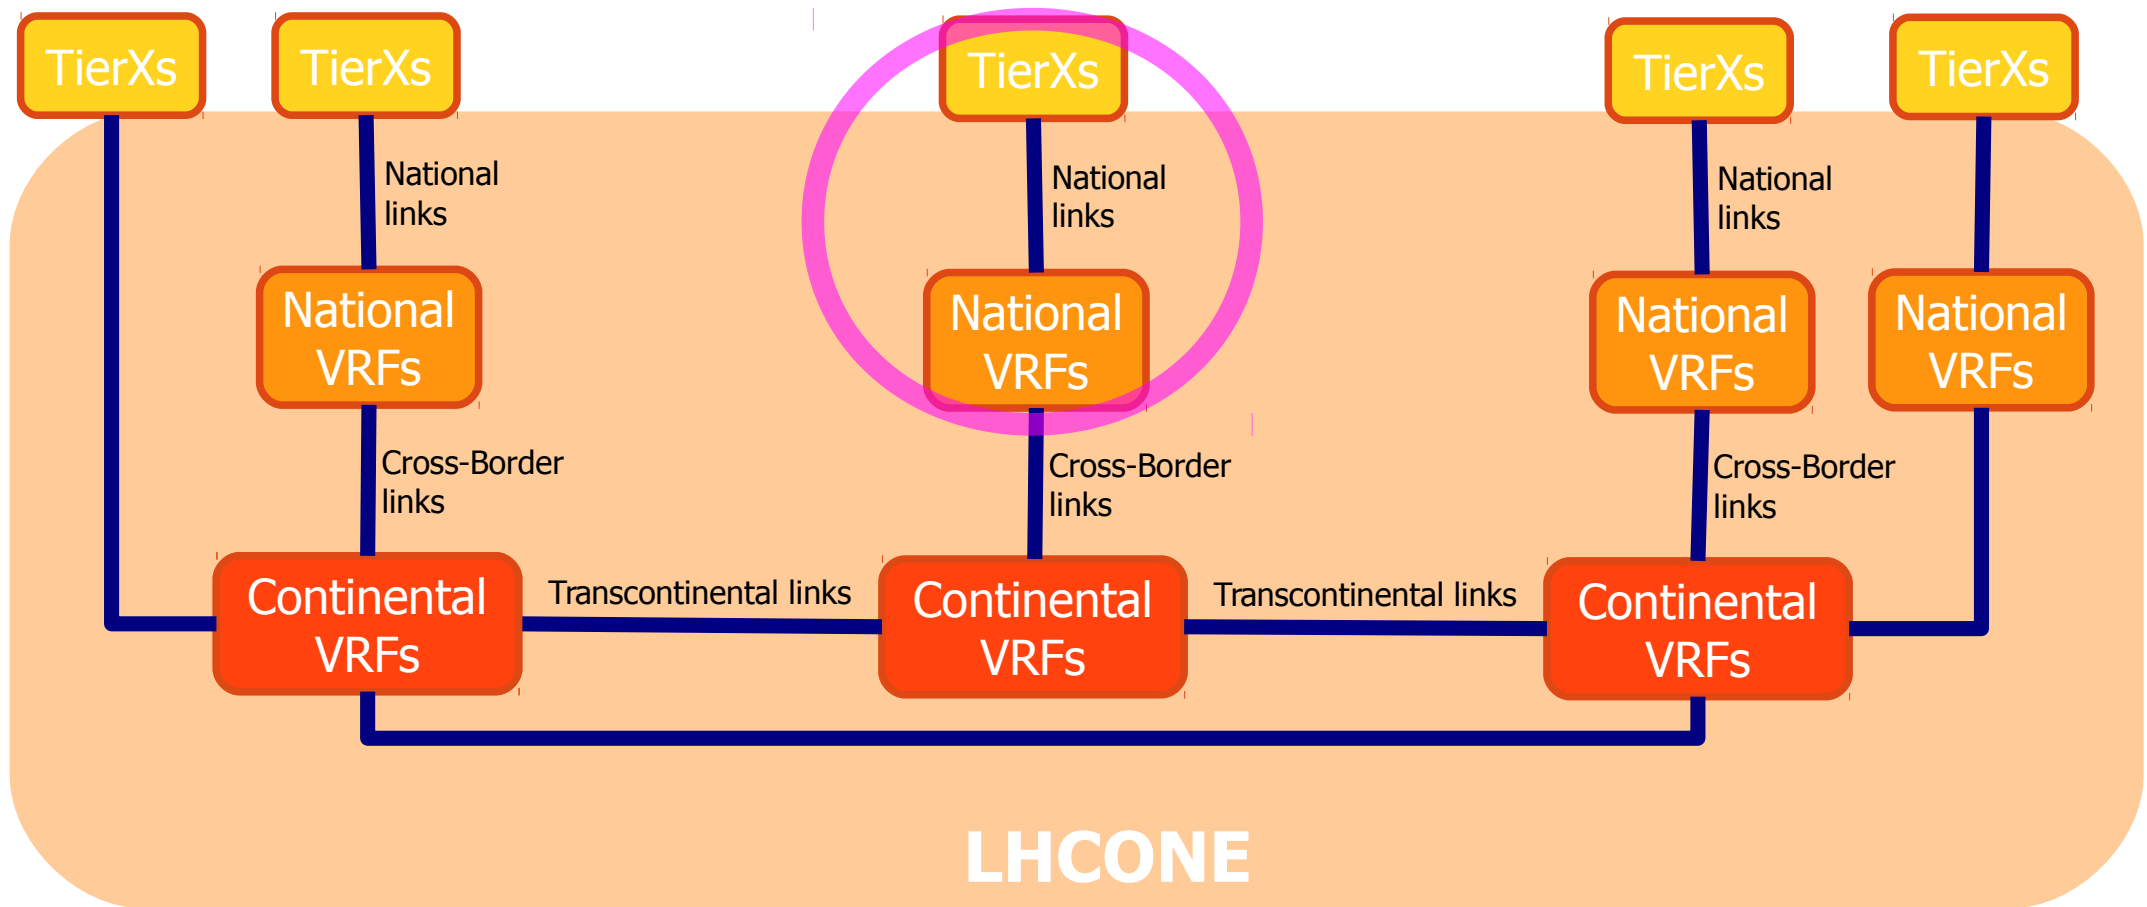 TierXs
TierXs
TierXs
TierXs
TierXs
National
links
National
links
National
links
National
VRFs
National
VRFs
National
VRFs
National
VRFs
Cross-Border
links
Cross-Border
links
Cross-Border
links
Continental
VRFs
Transcontinental links
Continental
VRFs
Transcontinental links
Continental
VRFs
LHCONE